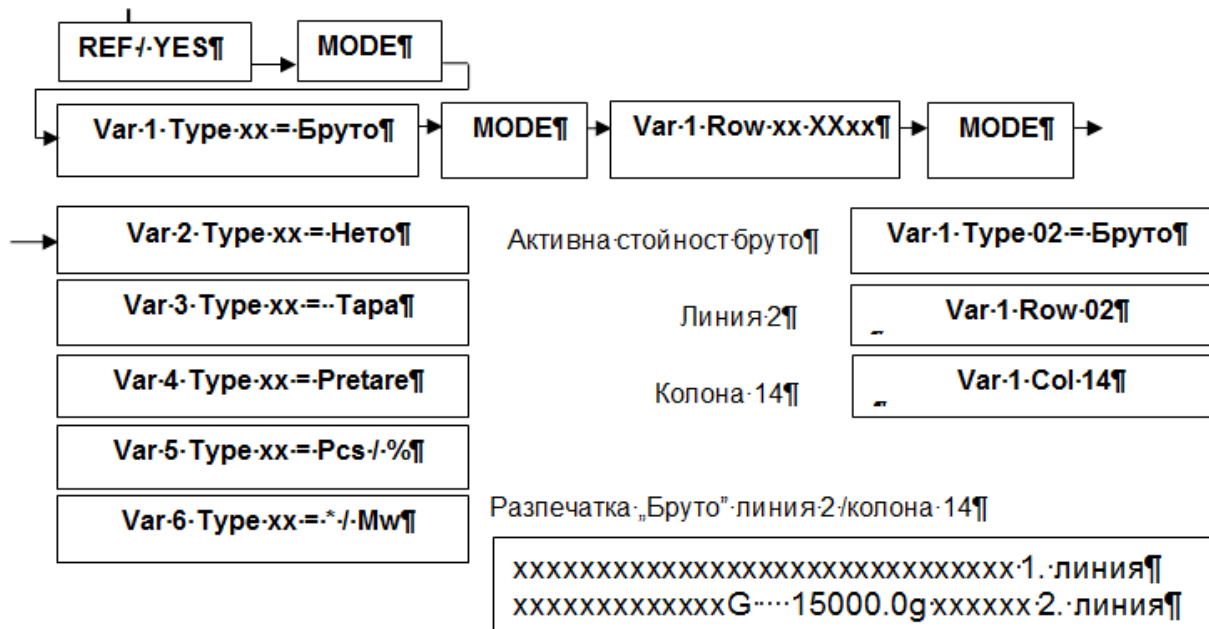 REF/·YES¶
MODE¶
Var·1·Type·xx·=·Бруто¶
MODE¶
Var·1·Row·xx·XXxx¶
MODE¶
Var·2·Type·xx·=·Нето¶
Var·3·Type·xx·=··Тара¶
Var·4·Type·xx·=·Pretare¶
Var·5·Type·xx·=·Pcs·/·%¶
Var·6·Type·xx·=·*·/·Mw¶
Активна·стойност·бруто¶
Var·1·Type·02·=·Бруто¶
Линия·2¶
Var·1·Row·02¶
¶
Колона·14¶
Var·1·Col·14¶
¶
Разпечатка·„Бруто”·линия·2·/колона·14¶
xxxxxxxxxxxxxxxxxxxxxxxxxxxxxx·1.·линия¶
xxxxxxxxxxxxxG·····15000.0g·xxxxxx·2.·линия¶